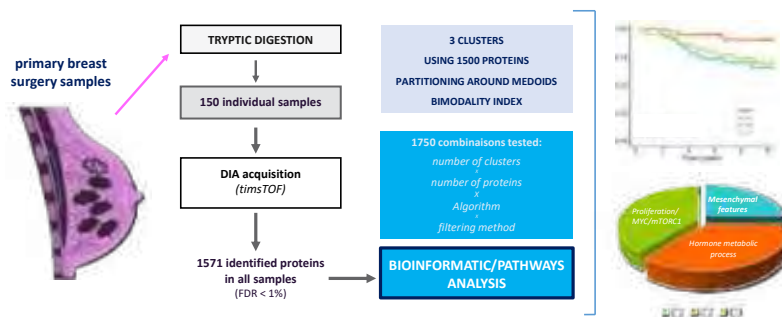 primary breast
surgery samples
TRYPTIC DIGESTION
150 individual samples
DIA acquisition
(timsTOF)
1571 identified proteins
in all samples
(FDR < 1%)
3 CLUSTERS
USING 1500 PROTEINS
PARTITIONING AROUND MEDOIDS
BIMODALITY INDEX
1750 combinaisons tested:
number of clusters
number of proteins
x
Algorithm
filtering method
BIOINFORMATIC/PATHWAYS
ANALYSIS
Proliferation/
MYC/mTORC1
Mesenchymal
features
Hormone metabolic
process